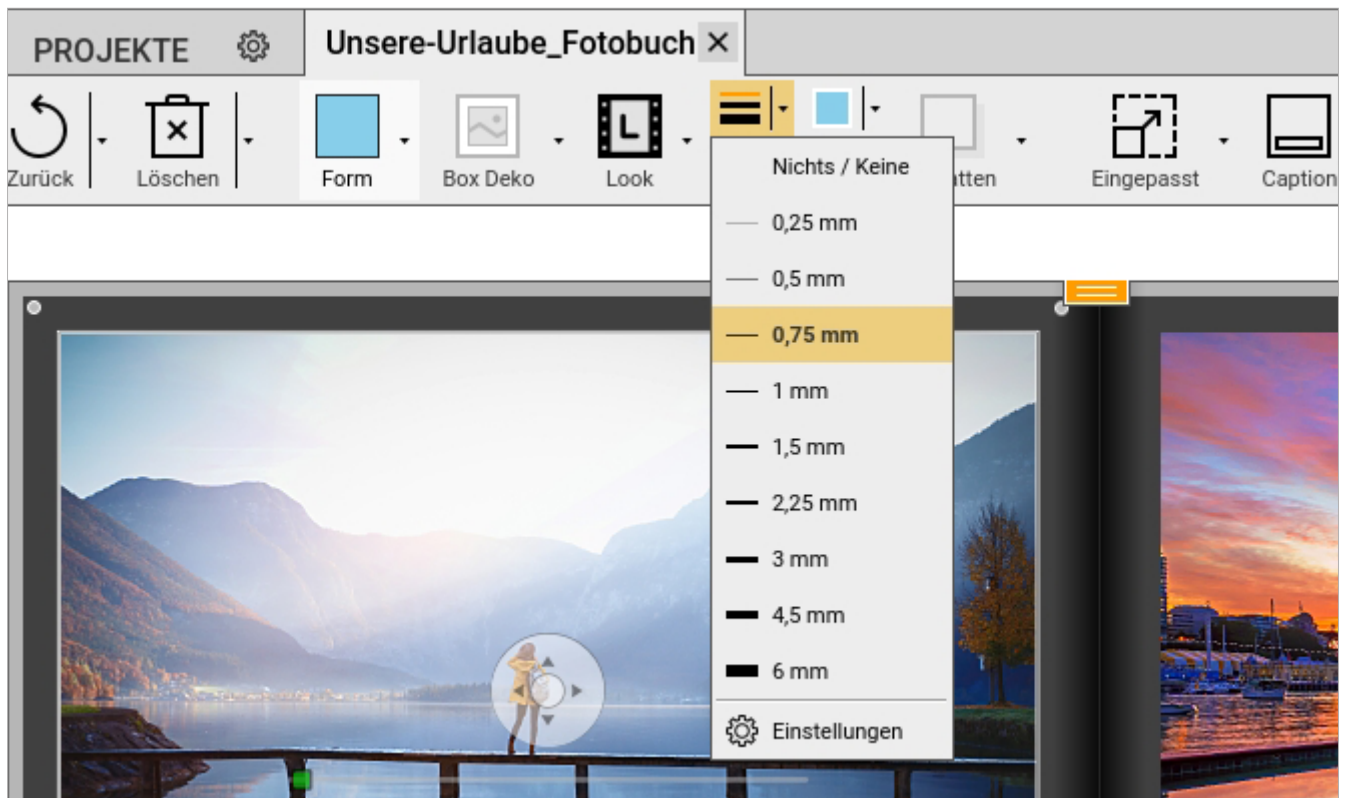 PROJEKTE
Unsere-Urlaube_Fotobuch
Zurück
Löschen
Form
Box Deko
Look
Eingepasst
Caption
Nichts / Keine
0,25 mm
0,5 mm
0,75 mm
1 mm
1,5 mm
2,25 mm
3 mm
4,5 mm
6 mm
Einstellungen